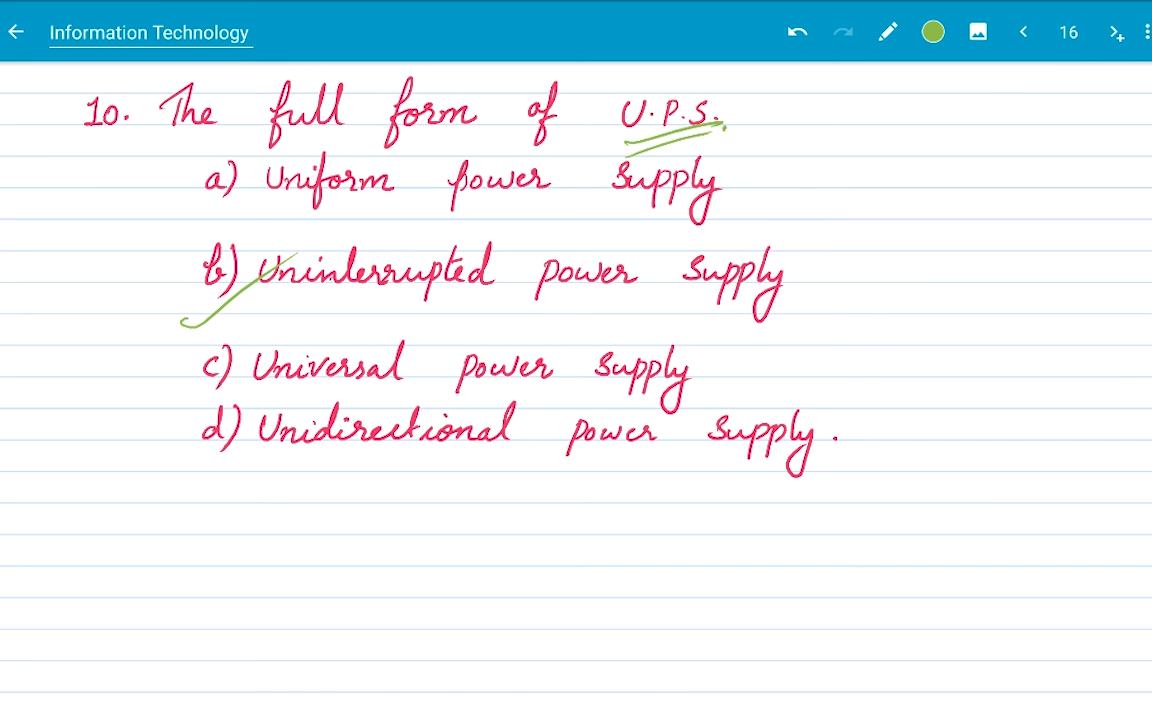 Information Technology
16
10. The full form of U.P.S.
a) Uniform power Supply
b) Uninterrupted power Supply
c) Universal power Supply
d) Unidirectional power Supply.